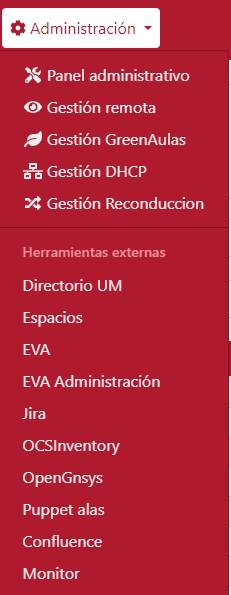 Administración
Panel administrativo
Gestión remota
Gestión GreenAulas
Gestión DHCP
Gestión Reconduccion
Herramientas externas
Directorio UM
Espacios
EVA
EVA Administración
Jira
OCSInventory
OpenGnsys
Puppet alas
Confluence
Monitor